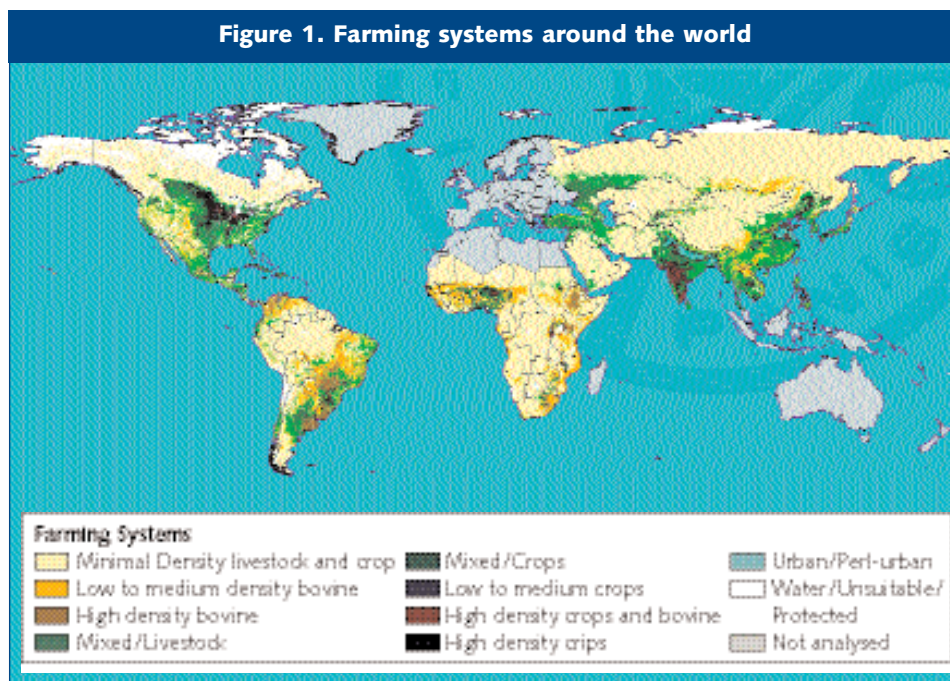 Figure 1. Farming systems around the world
Farming Systems
Minimal Density livestock and crop
Low to medium density bovine
High density bovine
Mixed/Livestock
Mixed/Crops
Low to medium crops
High density crops and bovine
High density crips
Urban/Perl-urban
Water/Unsuitable/
Protected
Not analysed